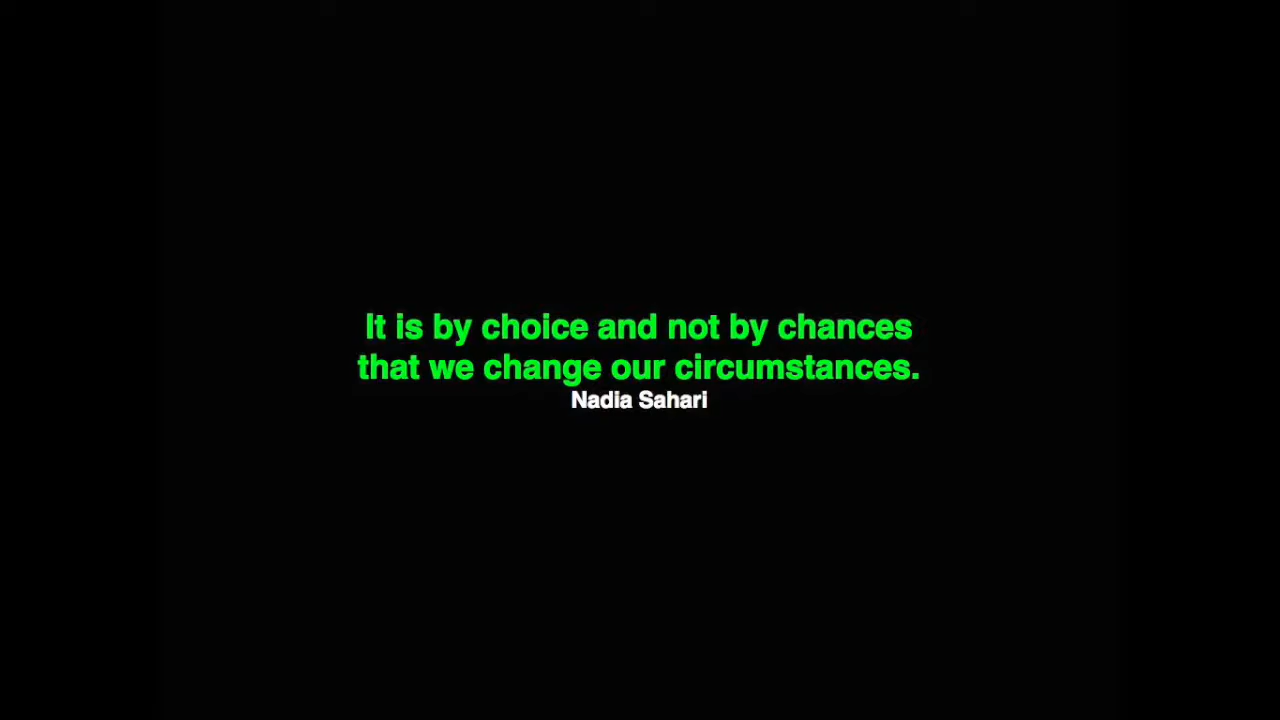 It is by choice and not by chances
that we change our circumstances.
Nadia Sahari